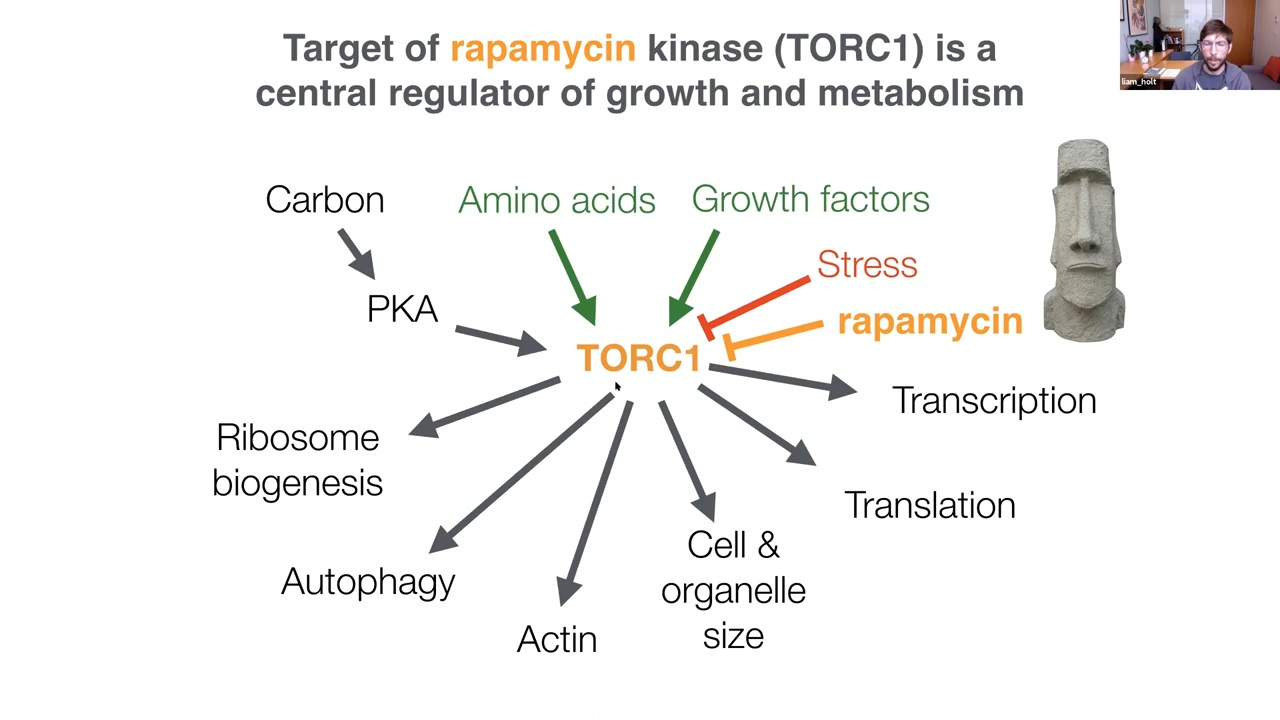 Target of rapamycin kinase (TORC1) is a
central regulator of growth and metabolism
liam_holt
Carbon
Amino acids
Growth factors
Stress
PKA
rapamycin
TORC1
Transcription
Ribosome
biogenesis
Translation
Cell &
organelle
size
Autophagy
Actin